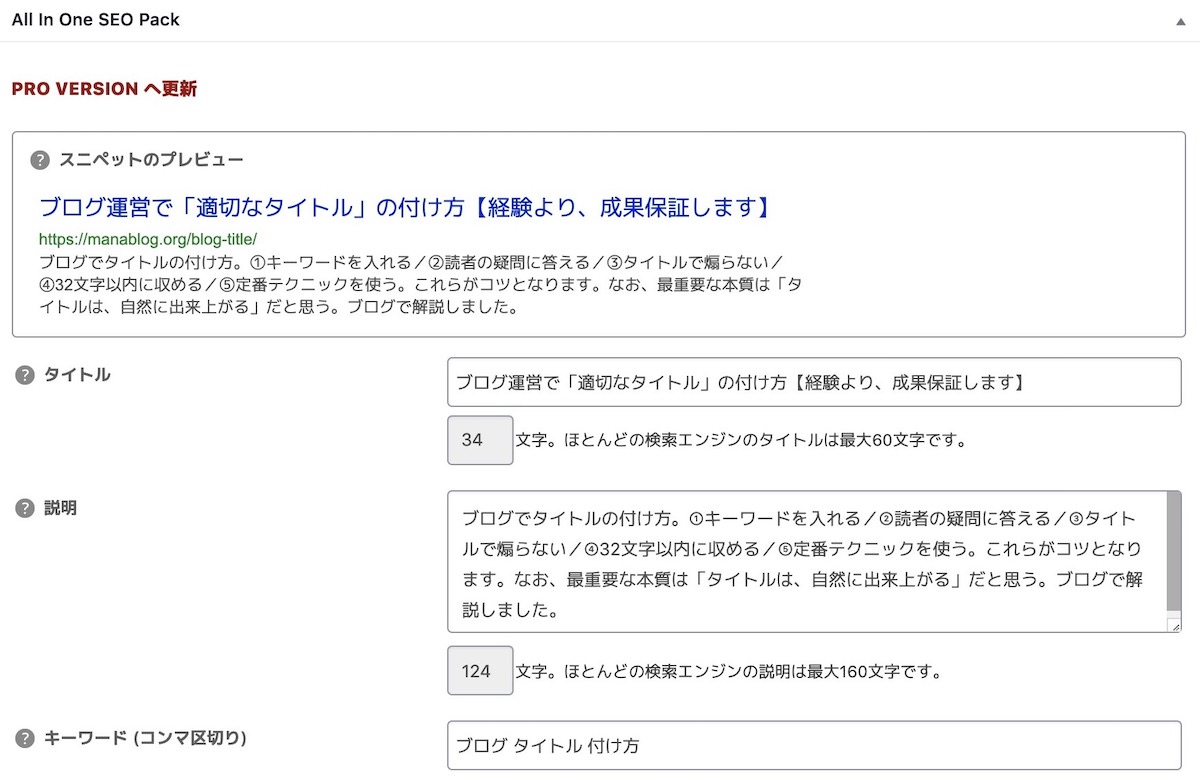 All In One SEO Pack
PRO VERSION へ更新
スニペットのプレビュー
ブログ運営で「適切なタイトル」の付け方【経験より、成果保証します】
https://manablog.org/blog-title/
ブログでタイトルの付け方。①キーワードを入れる／②読者の疑問に答える／③タイトルで煽らない／
④32文字以内に収める／⑤定番テクニックを使う。これらがコツとなります。なお、最重要な本質は「タ
イトルは、自然に出来上がる」だと思う。ブログで解説しました。
タイトル
ブログ運営で「適切なタイトル」の付け方【経験より、成果保証します】
34 文字。ほとんどの検索エンジンのタイトルは最大60文字です。
説明
ブログでタイトルの付け方。①キーワードを入れる／②読者の疑問に答える／③タイト
ルで煽らない／④32文字以内に収める／⑤定番テクニックを使う。これらがコツとなり
ます。なお、最重要な本質は「タイトルは、自然に出来上がる」だと思う。ブログで解
説しました。
124 文字。ほとんどの検索エンジンの説明は最大160文字です。
キーワード (コンマ区切り)
ブログ タイトル 付け方